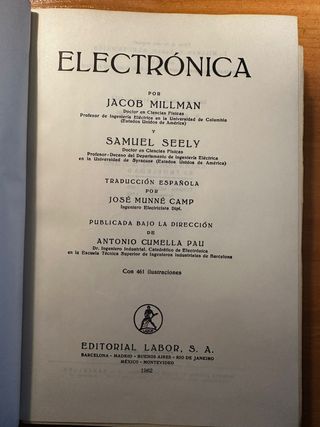 ELECTRÓNICA
POR
JACOB MILLMAN
Doctor en Ciencias Físicas
Profesor de Ingeniería Eléctrica en la Universidad de Columbia
(Estados Unidos de América)
Y
SAMUEL SEELY
Doctor en Ciencias Físicas
Profesor-Decano del Departamento de Ingeniería Eléctrica
en la Universidad de Syracuse (Estados Unidos de América)
TRADUCCIÓN ESPAÑOLA
POR
JOSÉ MUNNÉ CAMP
Ingeniero Electricista Dipl.
PUBLICADA BAJO LA DIRECCIÓN
DE
ANTONIO CUMELLA PAU
Dr. Ingeniero Industrial. Catedrático de Electrónica
en la Escuela Técnica Superior de Ingenieros Industriales de Barcelona
Con 461 ilustraciones
EDITORIAL LABOR, S. A.
BARCELONA - MADRID - BUENOS AIRES - RIO DE JANEIRO
MÉXICO - MONTEVIDEO
1962